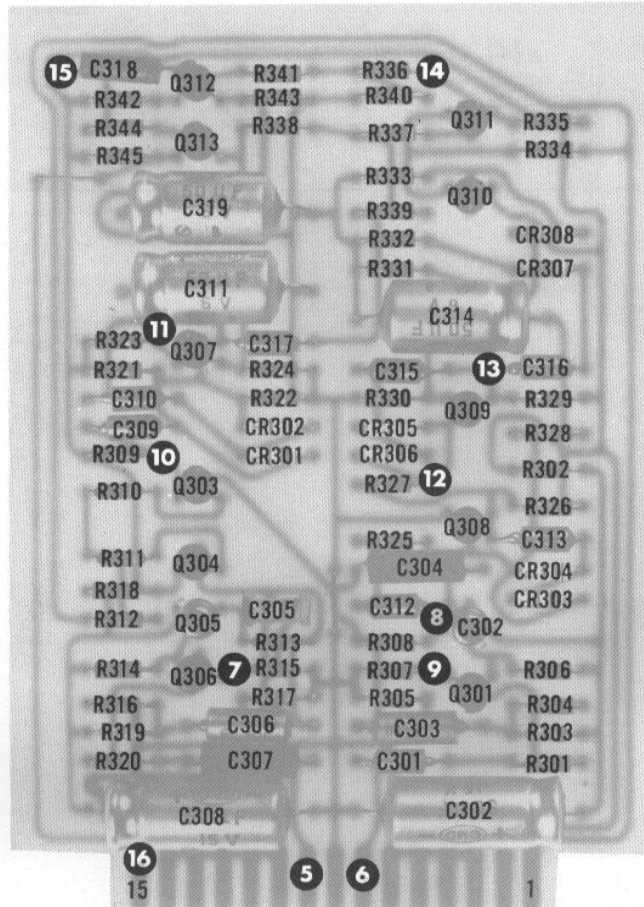 15 C318 Q312 R341 R336 14
R342 R343 R340 Q311 R335
R344 Q313 R338 R337 R334
R345
R333 Q310
C319 R339 CR308
R332
R331 CR307
C311 C314
50UF
6V
11
R323 Q307 C317
R321 R324 C315 13 C316
C310 R322 R330 Q309 R329
C309 CR302 CR305 R328
R309 10 CR301 CR306 R302
R310 Q303 R327 12 R326
Q308
R311 Q304 R325 C313
C304 CR304
R318 CR303
R312 Q305 C305 C312 8 C302
R313 R308
R314 Q306 7 R315 R307 9 R306
R316 R317 R305 Q301 R304
R319 C306 C303 R303
R320 C307 C301 R301
C308 C302
15V
16 5 6
15 1